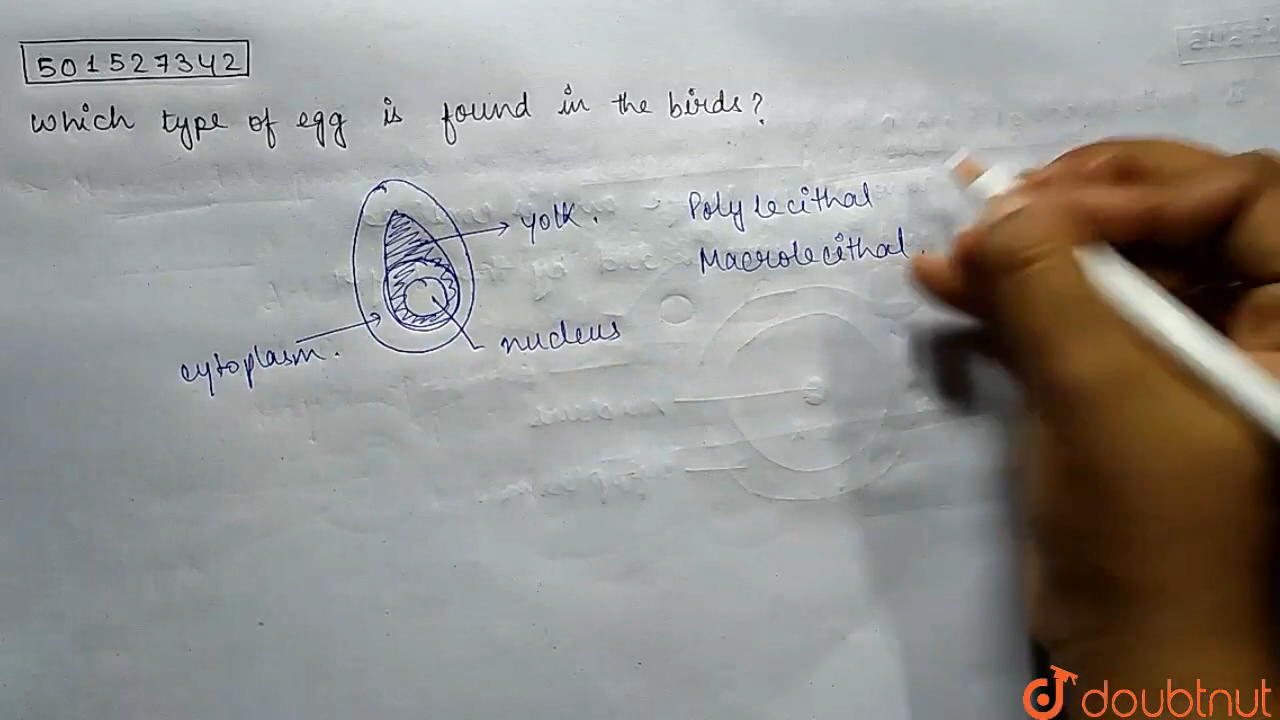 501527342
Which type of egg is found in the birds?
yolk.
Polylecithal
Macrolecithal.
nucleus
cytoplasm.
doubtnut